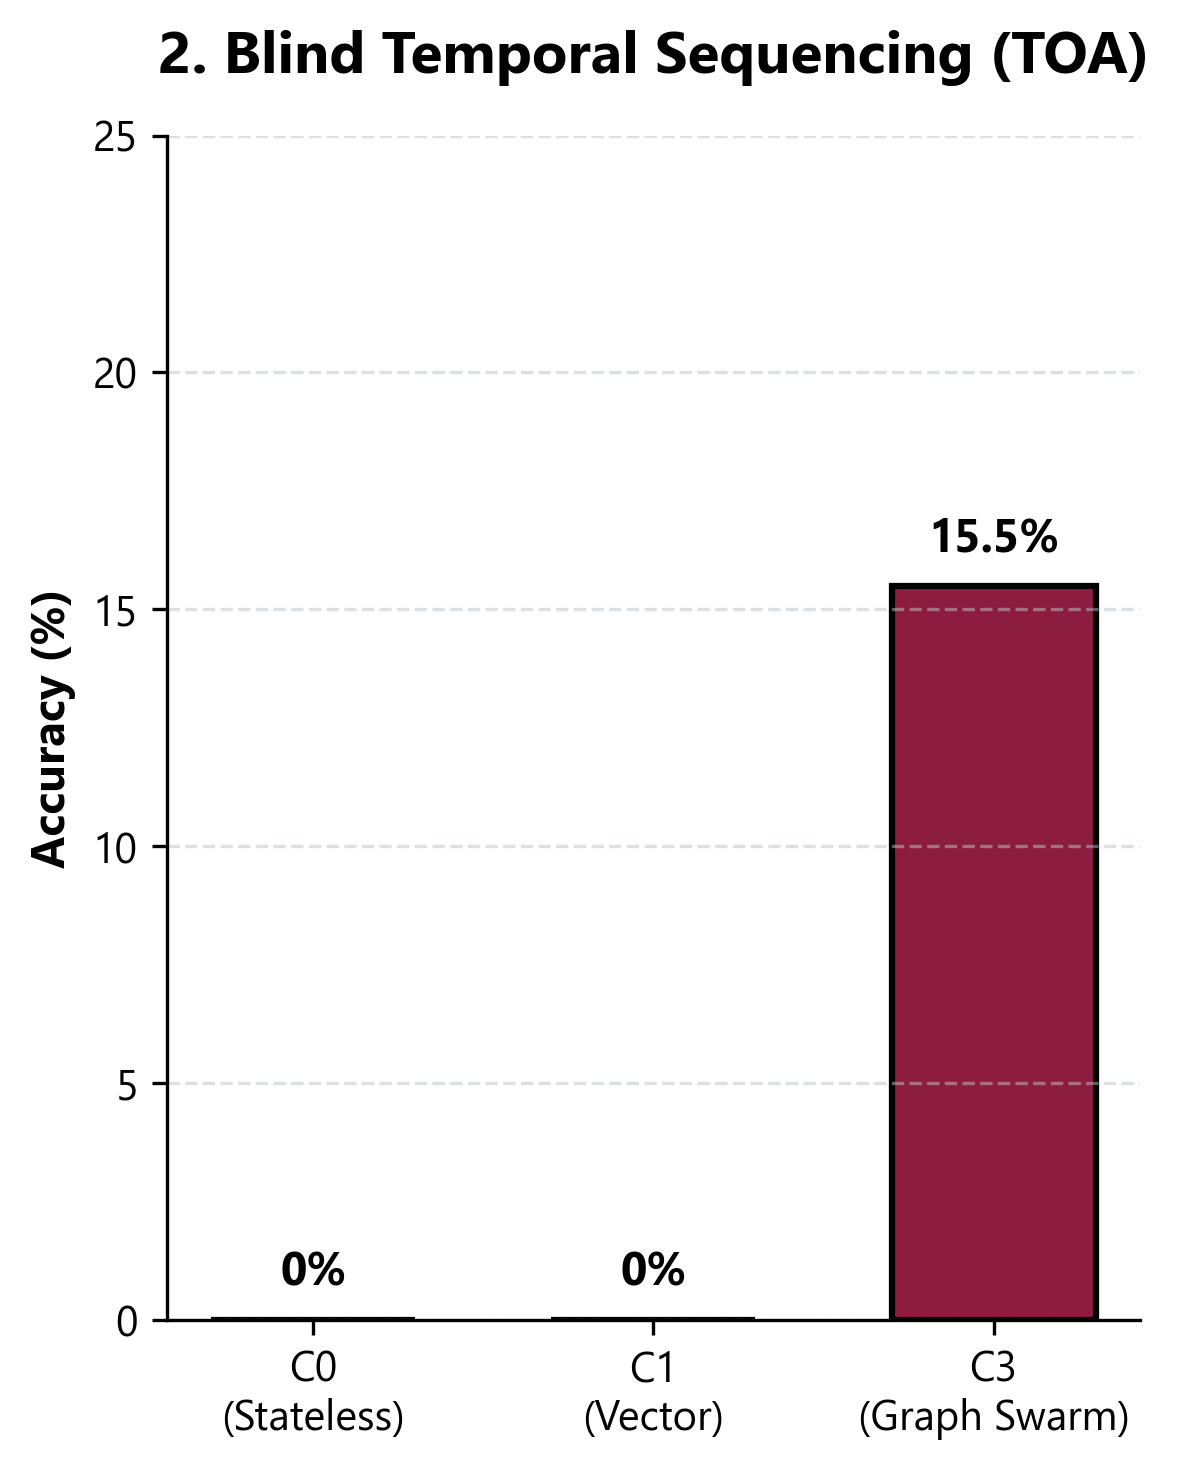 2. Blind Temporal Sequencing (TOA)
Accuracy (%)
25
20
15
10
5
0
0%
0%
15.5%
C0
(Stateless)
C1
(Vector)
C3
(Graph Swarm)